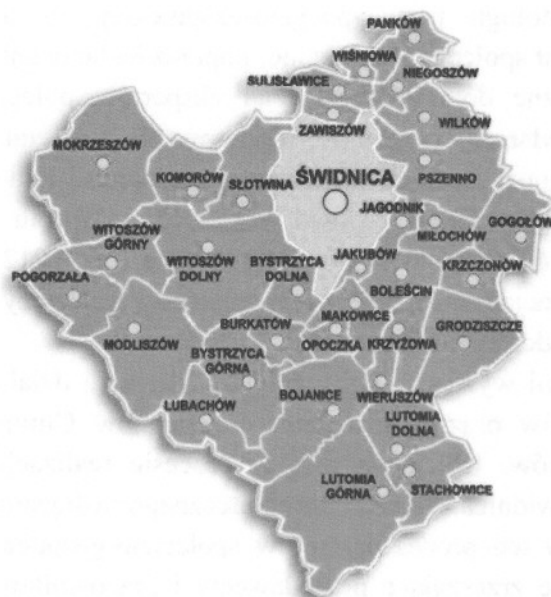 PANKÓW
WIŚNIOWA
NIEGOSZÓW
SULISŁAWICE
ZAWISZÓW
WILKÓW
MOKRZESZÓW
KOMORÓW
SŁOTWINA
ŚWIDNICA
PSZENNO
JAGODNIK
MIŁOCHÓW
GOGOŁÓW
WITOSZÓW
GÓRNY
WITOSZÓW
DOLNY
BYSTRZYCA
DOLNA
JAKUBÓW
KRZCZONÓW
POGORZAŁA
BOLEŚCIN
MAKOWICE
MODLISZÓW
BURKATÓW
OPOCZKA
KRZYŻOWA
GRODZISZCZE
BYSTRZYCA
GÓRNA
LUBACHÓW
BOJANICE
WIERUSZÓW
LUTOMIA
DOLNA
LUTOMIA
GÓRNA
STACHOWICE